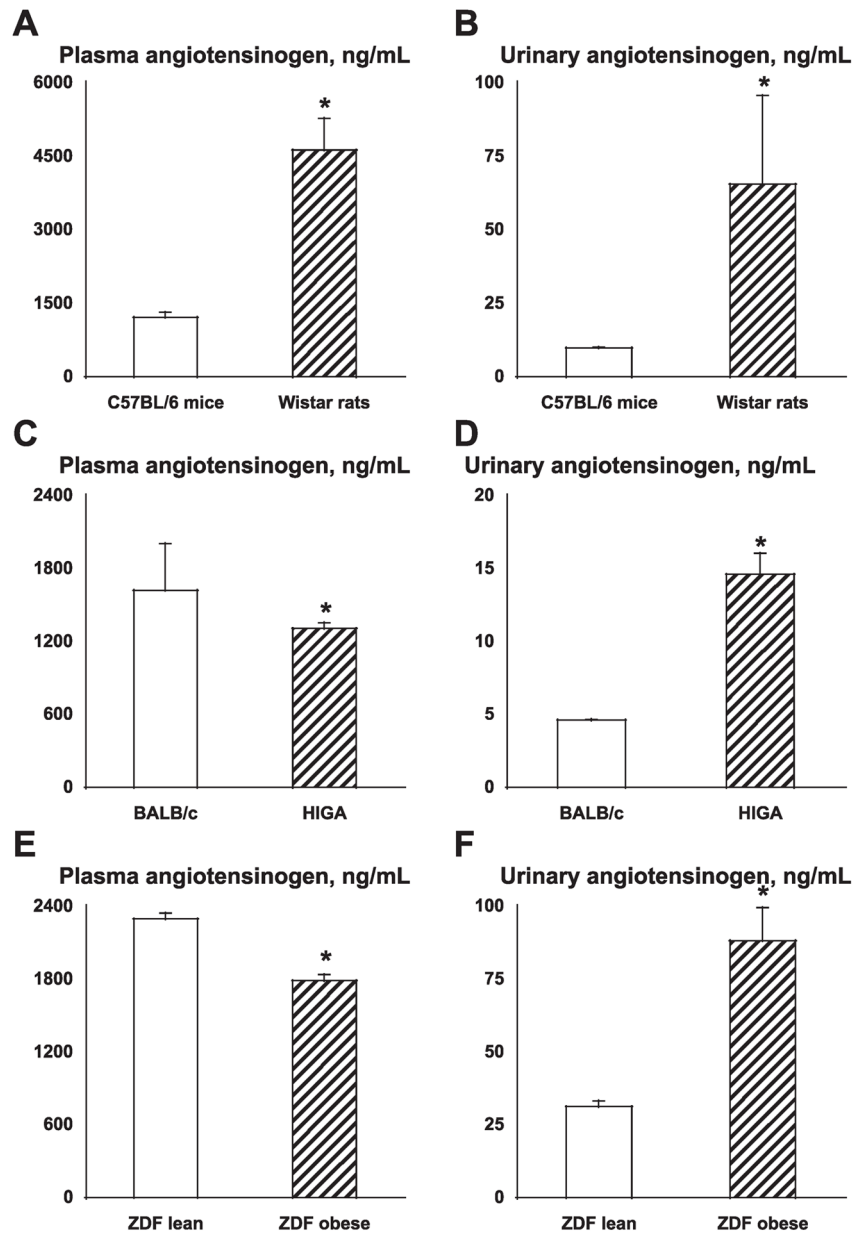 A
Plasma angiotensinogen, ng/mL
6000
4500
3000
1500
0
*
C57BL/6 mice Wistar rats
B
Urinary angiotensinogen, ng/mL
100
75
50
25
0
*
C57BL/6 mice Wistar rats
C
Plasma angiotensinogen, ng/mL
2400
1800
1200
600
0
*
BALB/c HIGA
D
Urinary angiotensinogen, ng/mL
20
15
10
5
0
*
BALB/c HIGA
E
Plasma angiotensinogen, ng/mL
2400
1800
1200
600
0
*
ZDF lean ZDF obese
F
Urinary angiotensinogen, ng/mL
100
75
50
25
0
*
ZDF lean ZDF obese